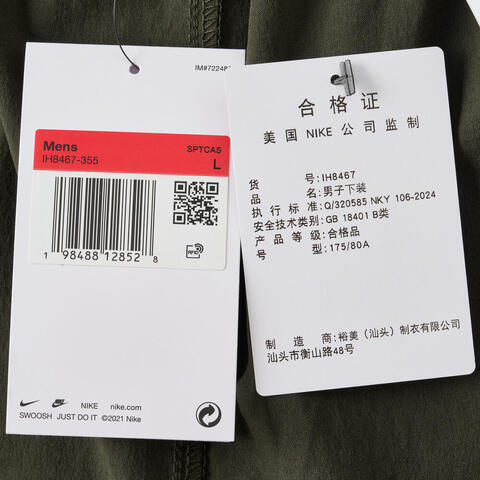 IM#7224
Mens
SPTCAS
IH8467-355
L
1 98488 12852 8
RFID
NIKE nike.com
SWOOSH JUST DO IT ©2021 Nike
合格证
美国 NIKE 公司监制
货 号:IH8467
品 名:男子下装
执行标准:Q/320585 NKY 106-2024
安全技术类别:GB 18401 B类
产品等级:合格品
号 型:175/80A
制造商:裕美(汕头)制衣有限公司
汕头市衡山路48号